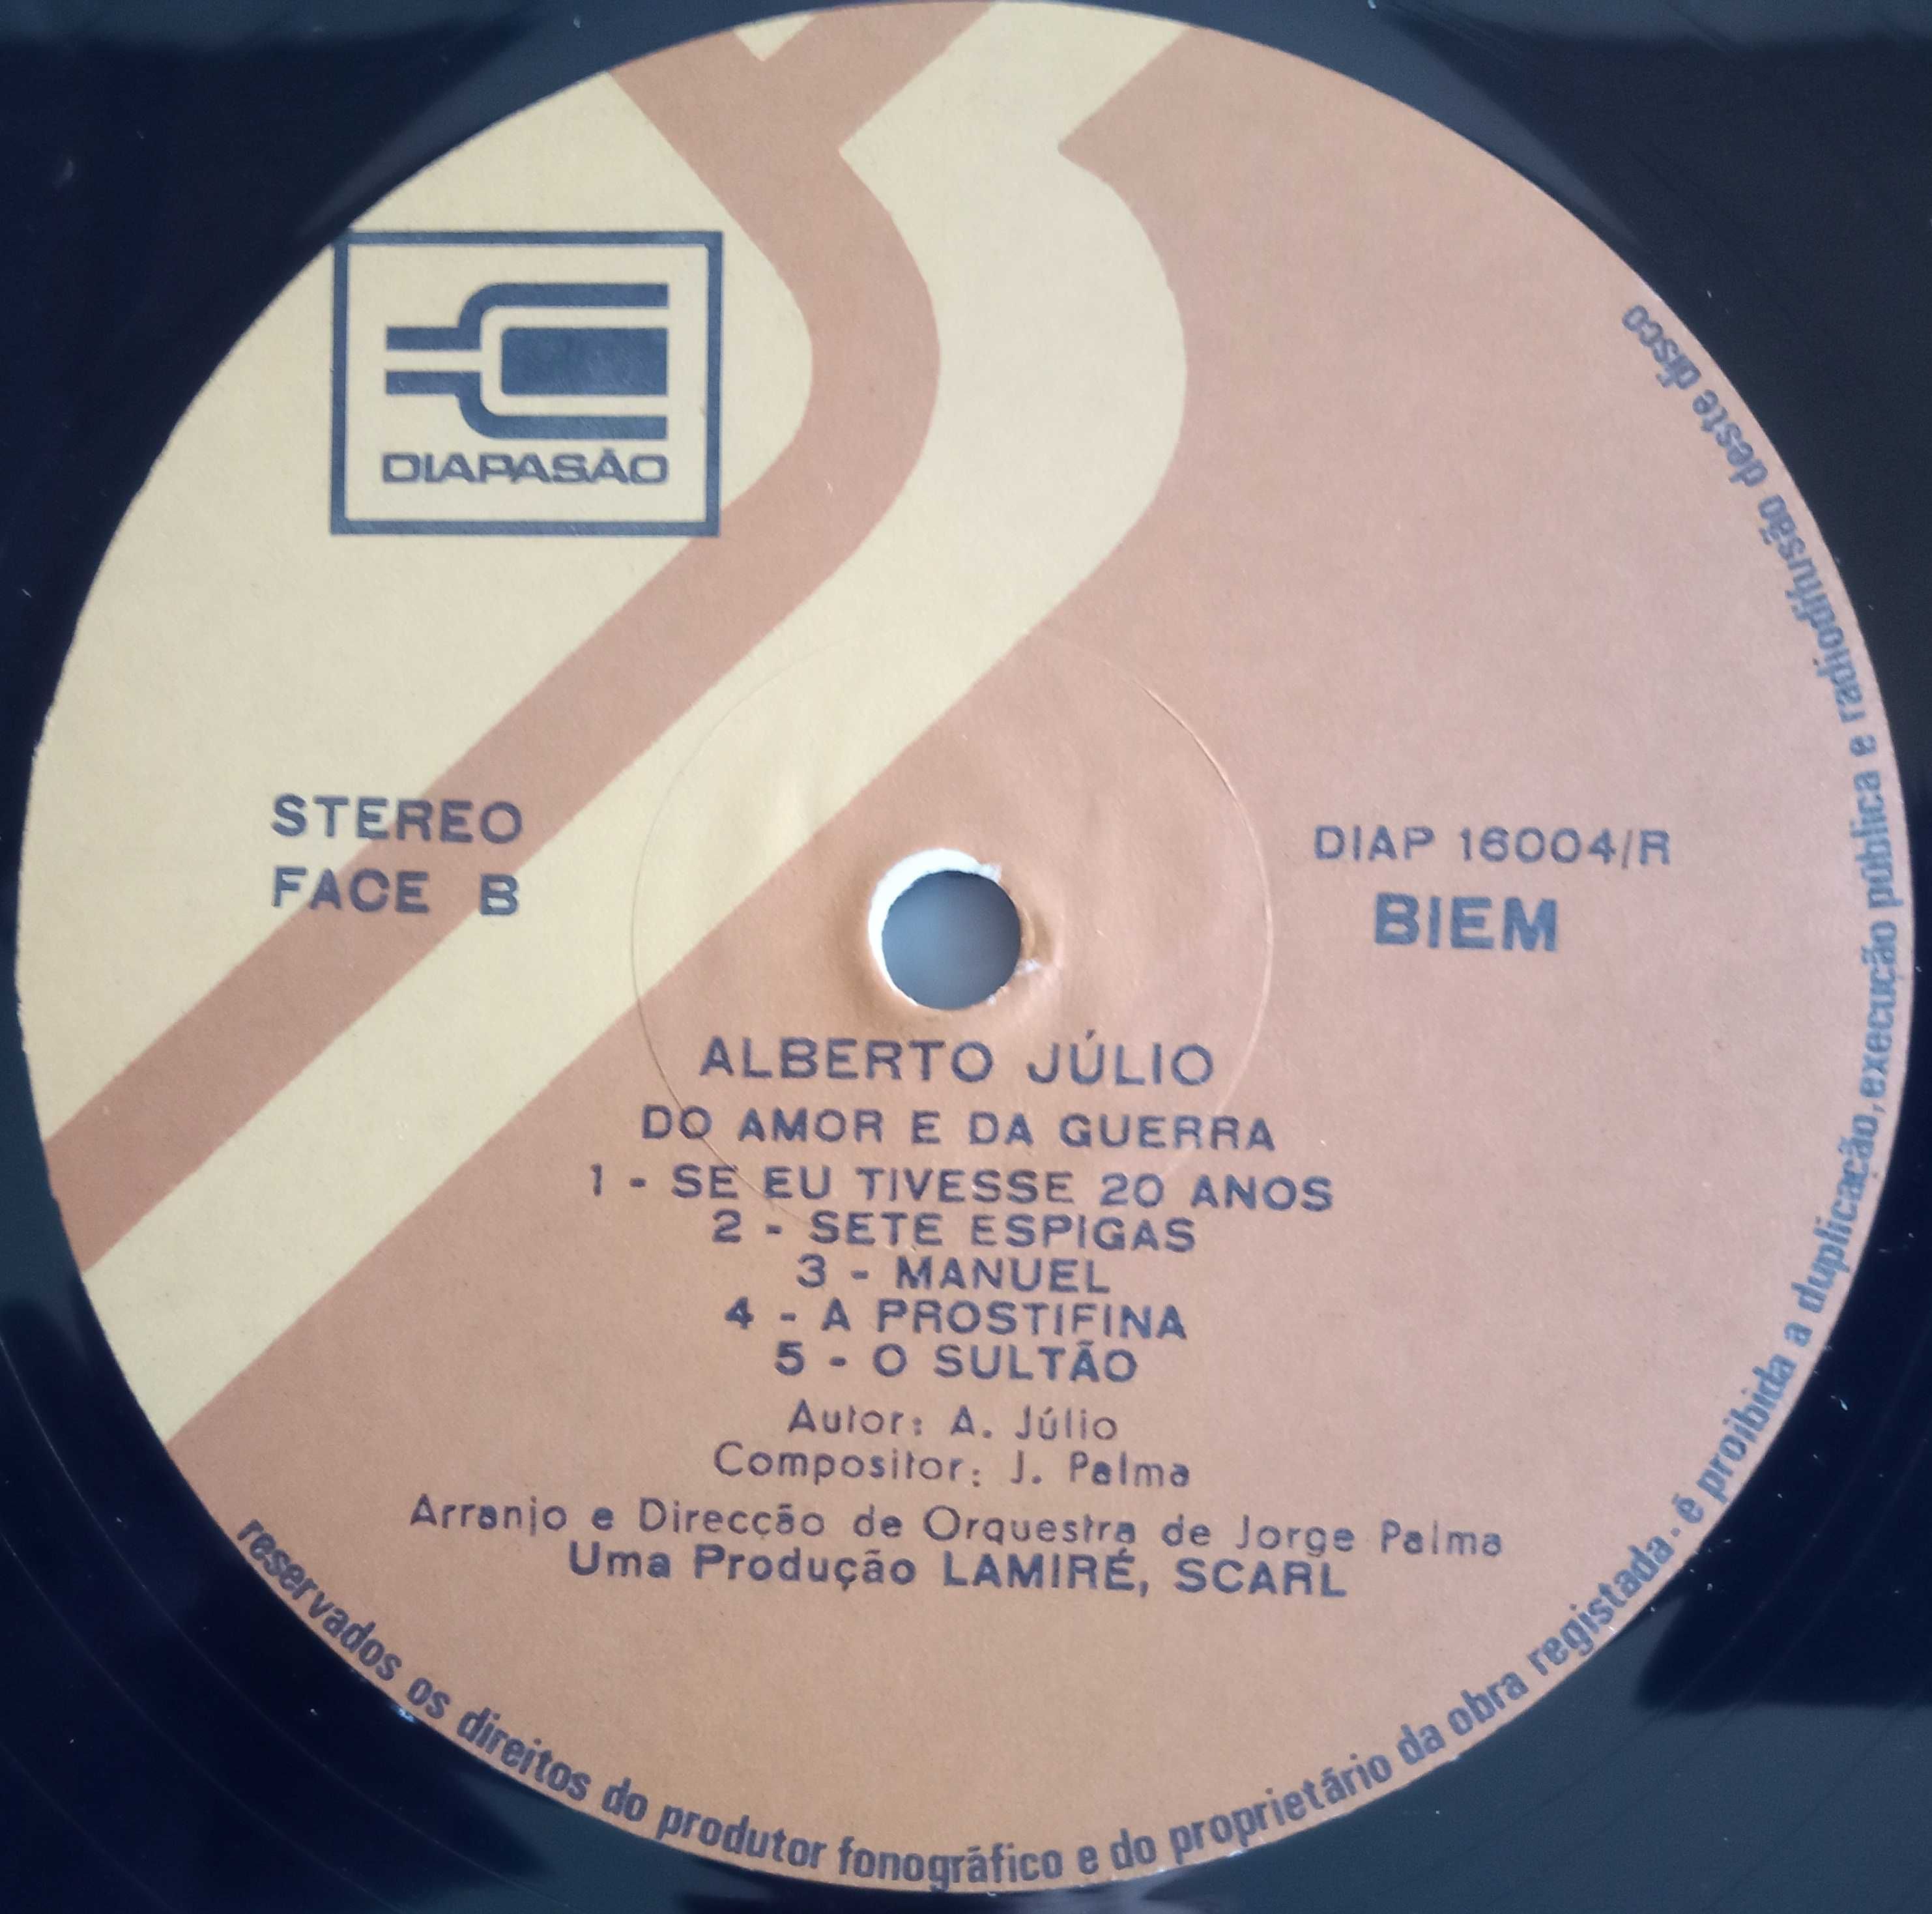 DIAPASÃO
STEREO
FACE B
DIAP 16004/R
BIEM
ALBERTO JÚLIO
DO AMOR E DA GUERRA
1 - SE EU TIVESSE 20 ANOS
2 - SETE ESPIGAS
3 - MANUEL
4 - A PROSTIFINA
5 - O SULTÃO
Autor: A. Júlio
Compositor: J. Palma
Arranjo e Direcção de Orquestra de Jorge Palma
Uma Produção LAMIRÉ, SCARL
reservados os direitos do produtor fonográfico e do proprietário da obra registada - é proibida a duplicação, execução pública e radiodifusão deste disco